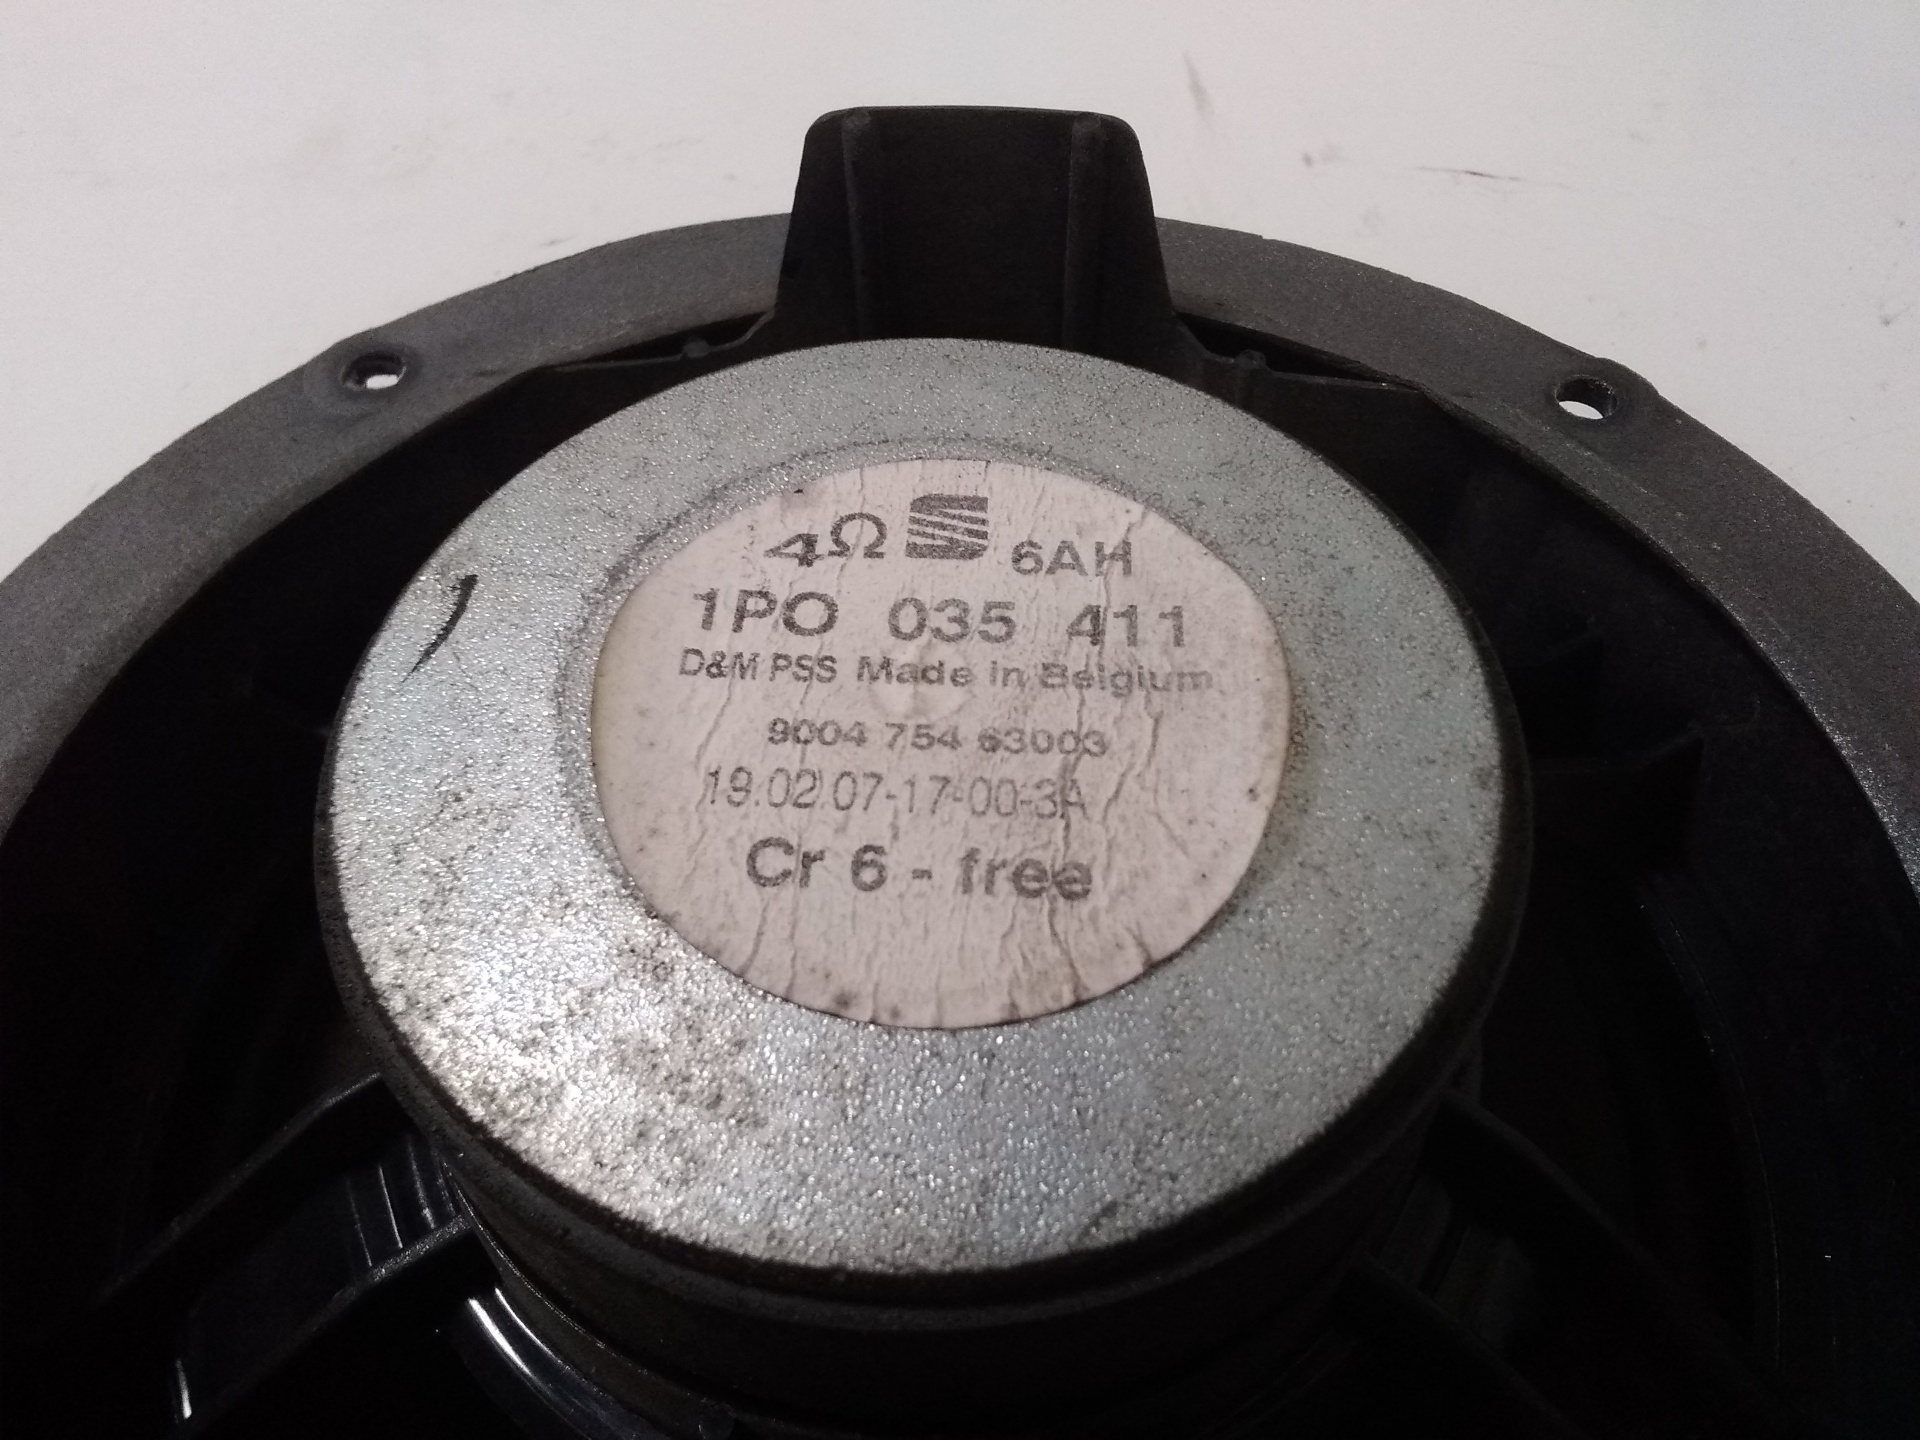 4Ω S 6AH
1PO 035 411
D&M PSS Made in Belgium
9004 754 63003
19.02.07-17-00-3A
Cr 6 - free